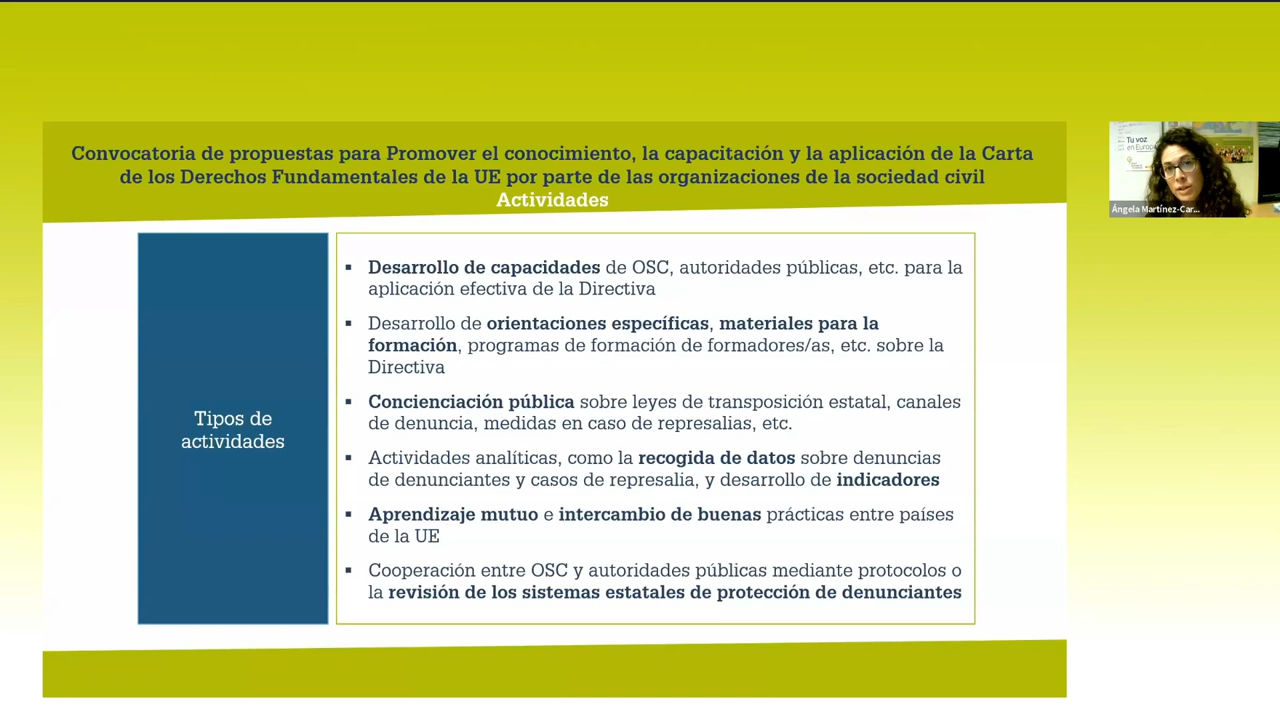 Convocatoria de propuestas para Promover el conocimiento, la capacitación y la aplicación de la Carta
de los Derechos Fundamentales de la UE por parte de las organizaciones de la sociedad civil
Actividades
Tipos de
actividades
▪ Desarrollo de capacidades de OSC, autoridades públicas, etc. para la
aplicación efectiva de la Directiva
▪ Desarrollo de orientaciones específicas, materiales para la
formación, programas de formación de formadores/as, etc. sobre la
Directiva
▪ Concienciación pública sobre leyes de transposición estatal, canales
de denuncia, medidas en caso de represalias, etc.
▪ Actividades analíticas, como la recogida de datos sobre denuncias
de denunciantes y casos de represalia, y desarrollo de indicadores
▪ Aprendizaje mutuo e intercambio de buenas prácticas entre países
de la UE
▪ Cooperación entre OSC y autoridades públicas mediante protocolos o
la revisión de los sistemas estatales de protección de denunciantes
Tu voz
en Europa
Ángela Martínez-Car...